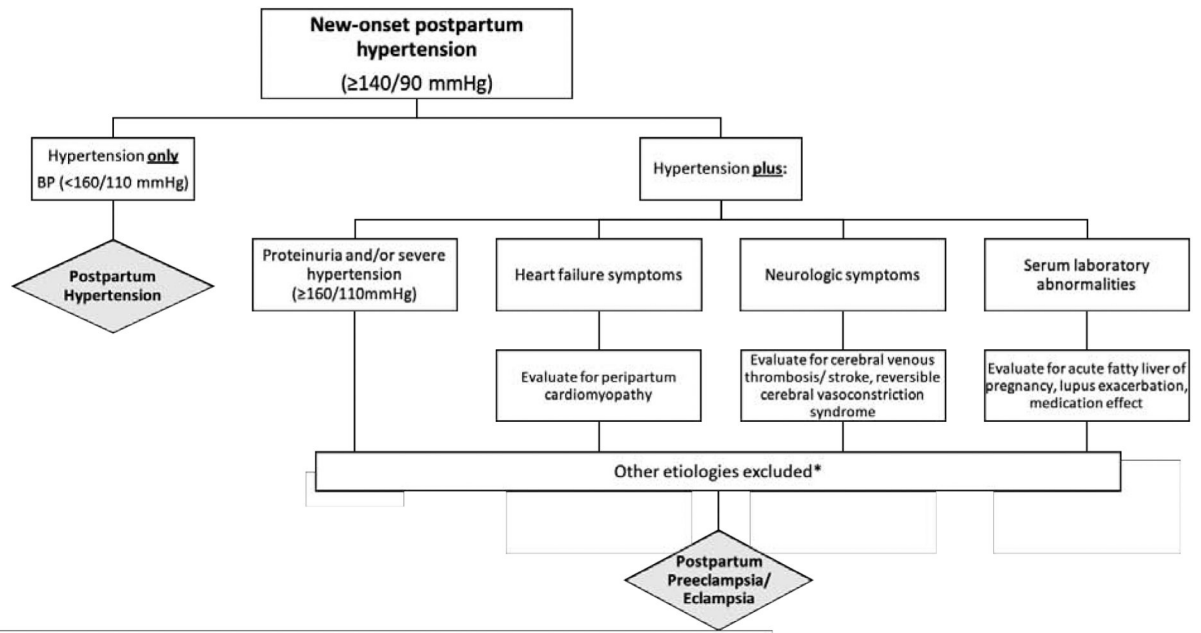 New-onset postpartum
hypertension
(≥140/90 mmHg)
Hypertension only
BP (<160/110 mmHg)
Hypertension plus:
Postpartum
Hypertension
Proteinuria and/or severe
hypertension
(≥160/110mmHg)
Heart failure symptoms
Neurologic symptoms
Serum laboratory
abnormalities
Evaluate for peripartum
cardiomyopathy
Evaluate for cerebral venous
thrombosis/ stroke, reversible
cerebral vasoconstriction
syndrome
Evaluate for acute fatty liver of
pregnancy, lupus exacerbation,
medication effect
Other etiologies excluded*
Postpartum
Preeclampsia/
Eclampsia